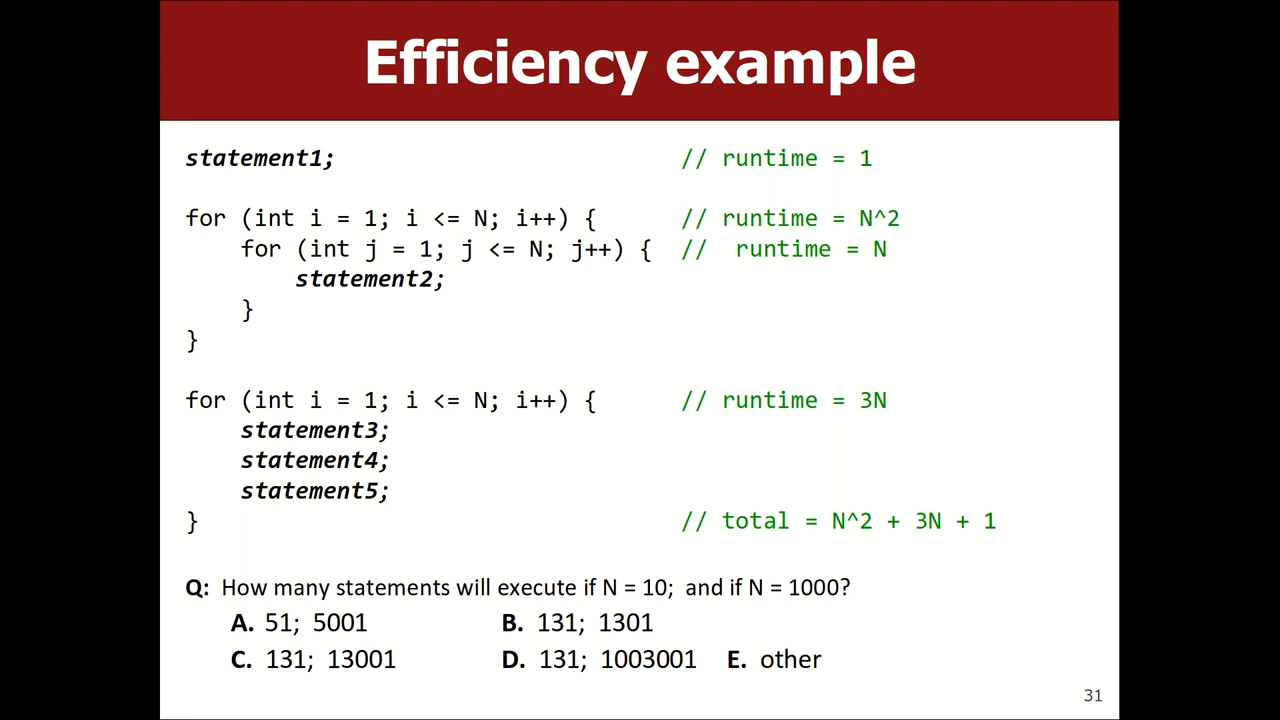 Efficiency example
statement1; // runtime = 1
for (int i = 1; i <= N; i++) { // runtime = N^2
for (int j = 1; j <= N; j++) { // runtime = N
statement2;
}
}
for (int i = 1; i <= N; i++) { // runtime = 3N
statement3;
statement4;
statement5;
} // total = N^2 + 3N + 1
Q: How many statements will execute if N = 10; and if N = 1000?
A. 51; 5001 B. 131; 1301
C. 131; 13001 D. 131; 1003001 E. other
31